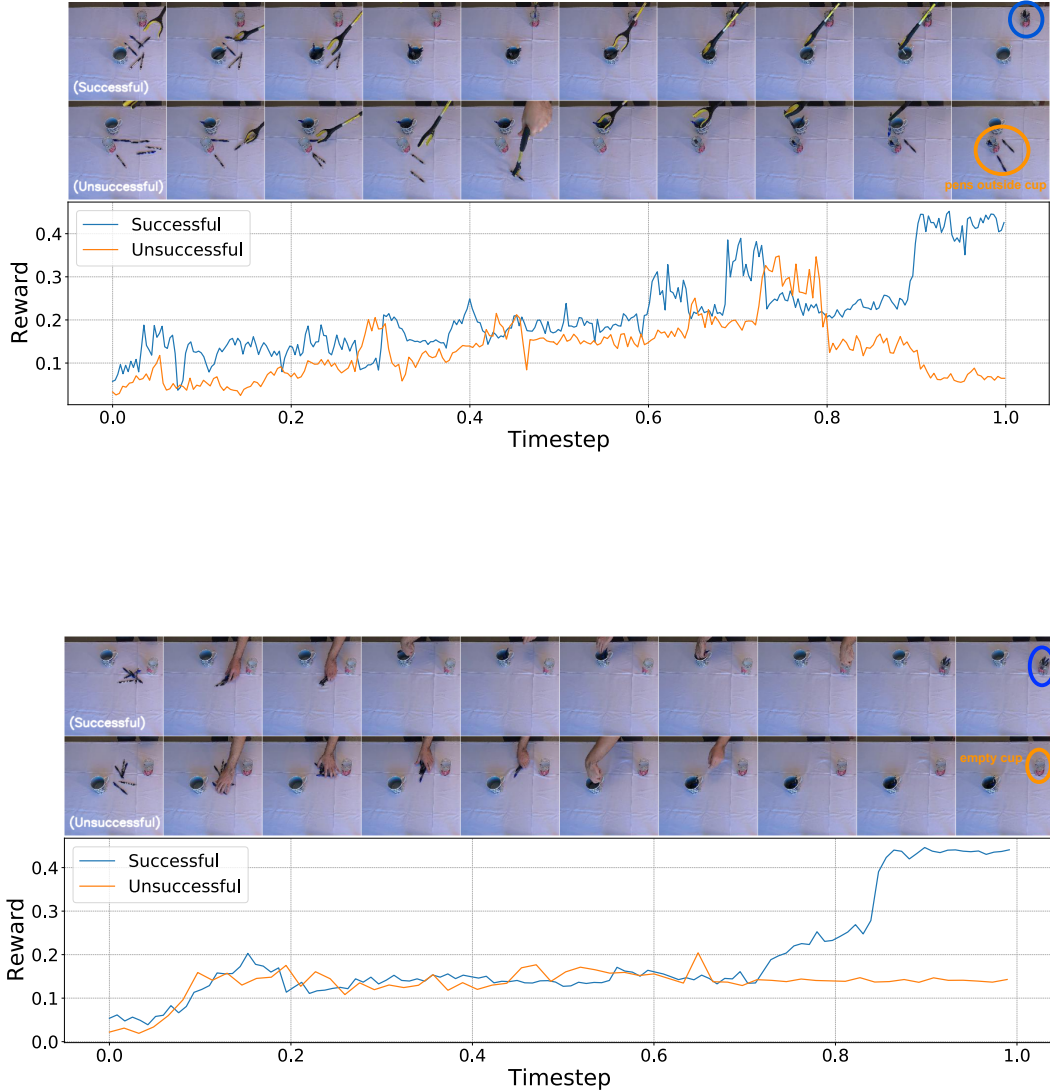 (Successful)
(Unsuccessful)
pens outside cup
Successful
Unsuccessful
Reward
0.4
0.3
0.2
0.1
0.0 0.2 0.4 0.6 0.8 1.0
Timestep
(Successful)
empty cup
(Unsuccessful)
Successful
Unsuccessful
Reward
0.4
0.3
0.2
0.1
0.0
0.0 0.2 0.4 0.6 0.8 1.0
Timestep